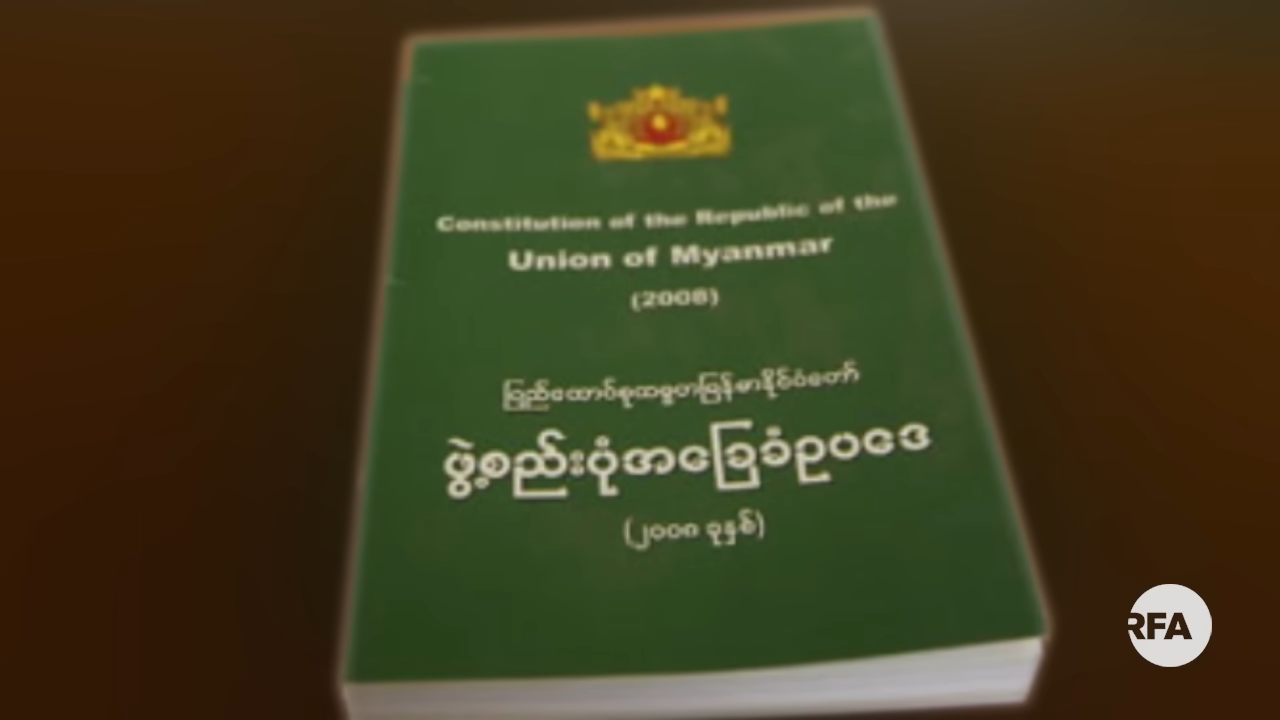 Constitution of the Republic of the
Union of Myanmar
(2008)
ပြည်ထောင်စုသမ္မတမြန်မာနိုင်ငံတော်
ဖွဲ့စည်းပုံအခြေခံဥပဒေ
(၂၀၀၈ ခုနှစ်)
RFA